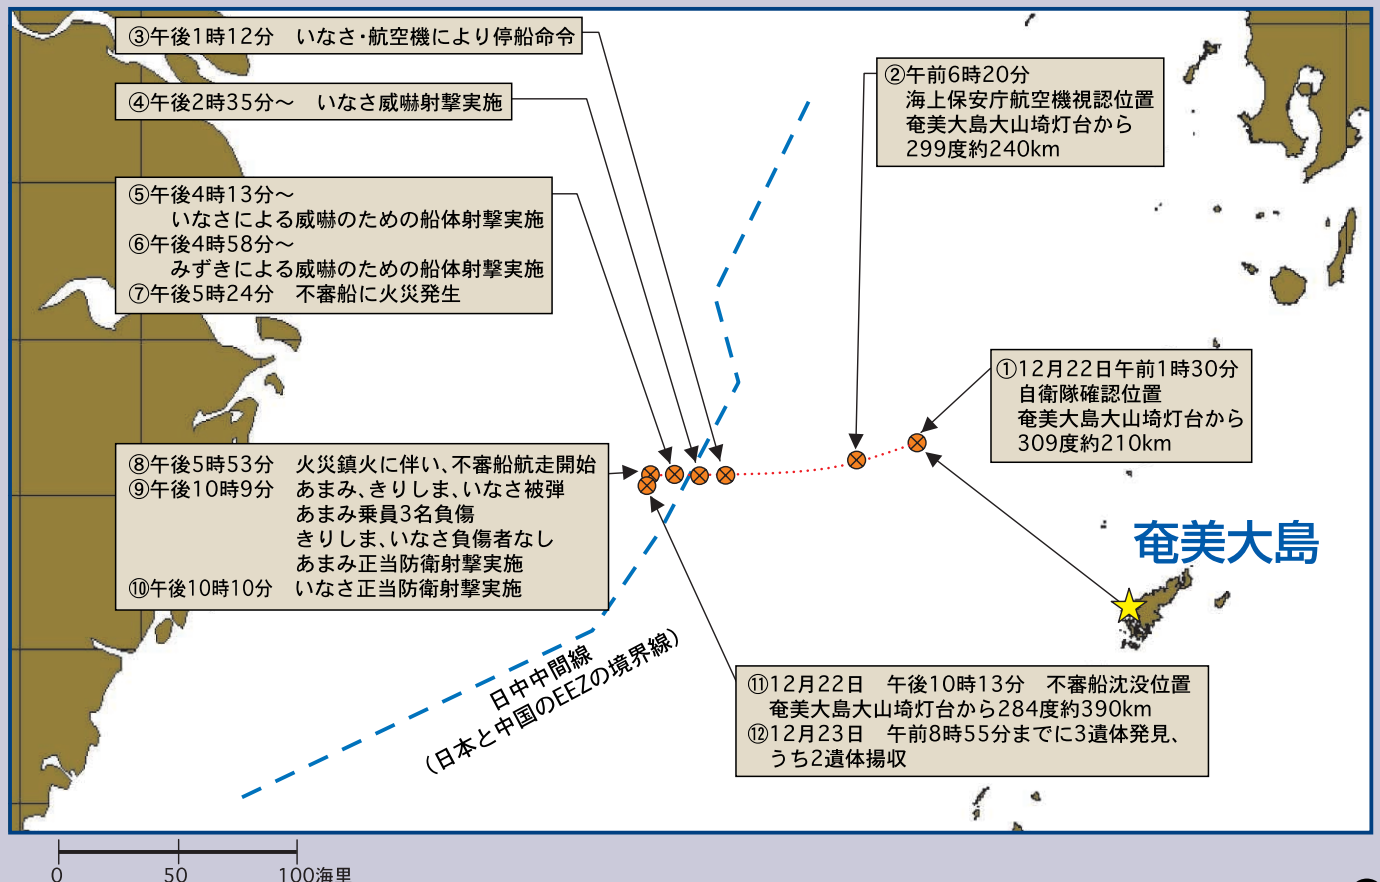 ③午後1時12分　いなさ・航空機により停船命令
④午後2時35分～　いなさ威嚇射撃実施
⑤午後4時13分～
いなさによる威嚇のための船体射撃実施
⑥午後4時58分～
みずきによる威嚇のための船体射撃実施
⑦午後5時24分　不審船に火災発生
②午前6時20分
海上保安庁航空機視認位置
奄美大島大山埼灯台から
299度約240km
①12月22日午前1時30分
自衛隊確認位置
奄美大島大山埼灯台から
309度約210km
⑧午後5時53分　火災鎮火に伴い、不審船航走開始
⑨午後10時9分　あまみ、きりしま、いなさ被弾
あまみ乗員3名負傷
きりしま、いなさ負傷者なし
あまみ正当防衛射撃実施
⑩午後10時10分　いなさ正当防衛射撃実施
奄美大島
日中中間線
（日本と中国のEEZの境界線）
⑪12月22日　午後10時13分　不審船沈没位置
奄美大島大山埼灯台から284度約390km
⑫12月23日　午前8時55分までに3遺体発見、
うち2遺体揚収
0　50　100海里